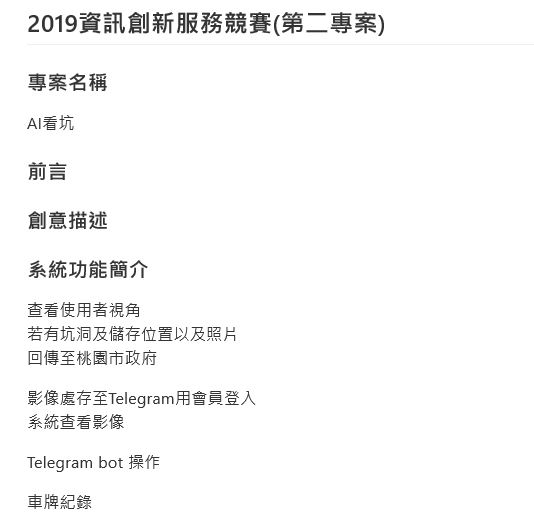 2019資訊創新服務競賽(第二專案)
專案名稱
AI看坑
前言
創意描述
系統功能簡介
查看使用者視角
若有坑洞及儲存位置以及照片
回傳至桃園市政府
影像處存至Telegram用會員登入
系統查看影像
Telegram bot 操作
車牌紀錄